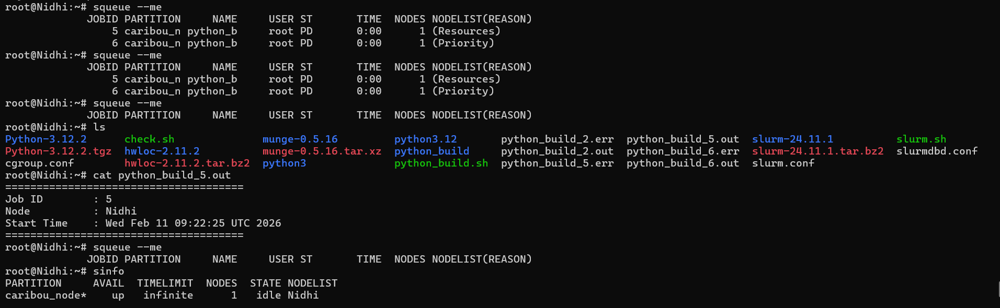 root@Nidhi:~# squeue --me
             JOBID PARTITION     NAME     USER ST       TIME  NODES NODELIST(REASON)
                 5 caribou_n python_b     root PD       0:00      1 (Resources)
                 6 caribou_n python_b     root PD       0:00      1 (Priority)
root@Nidhi:~# squeue --me
             JOBID PARTITION     NAME     USER ST       TIME  NODES NODELIST(REASON)
                 5 caribou_n python_b     root PD       0:00      1 (Resources)
                 6 caribou_n python_b     root PD       0:00      1 (Priority)
root@Nidhi:~# squeue --me
             JOBID PARTITION     NAME     USER ST       TIME  NODES NODELIST(REASON)
root@Nidhi:~# ls
Python-3.12.2      check.sh              munge-0.5.16         python3.12       python_build_2.err  python_build_5.out  slurm-24.11.1          slurm.sh
Python-3.12.2.tgz  hwloc-2.11.2          munge-0.5.16.tar.xz  python_build     python_build_2.out  python_build_6.err  slurm-24.11.1.tar.bz2  slurmdbd.conf
cgroup.conf        hwloc-2.11.2.tar.bz2  python3              python_build.sh  python_build_5.err  python_build_6.out  slurm.conf
root@Nidhi:~# cat python_build_5.out
======================================
Job ID        : 5
Node          : Nidhi
Start Time    : Wed Feb 11 09:22:25 UTC 2026
======================================
root@Nidhi:~# squeue --me
             JOBID PARTITION     NAME     USER ST       TIME  NODES NODELIST(REASON)
root@Nidhi:~# sinfo
PARTITION     AVAIL  TIMELIMIT  NODES  STATE NODELIST
caribou_node*    up   infinite      1   idle Nidhi